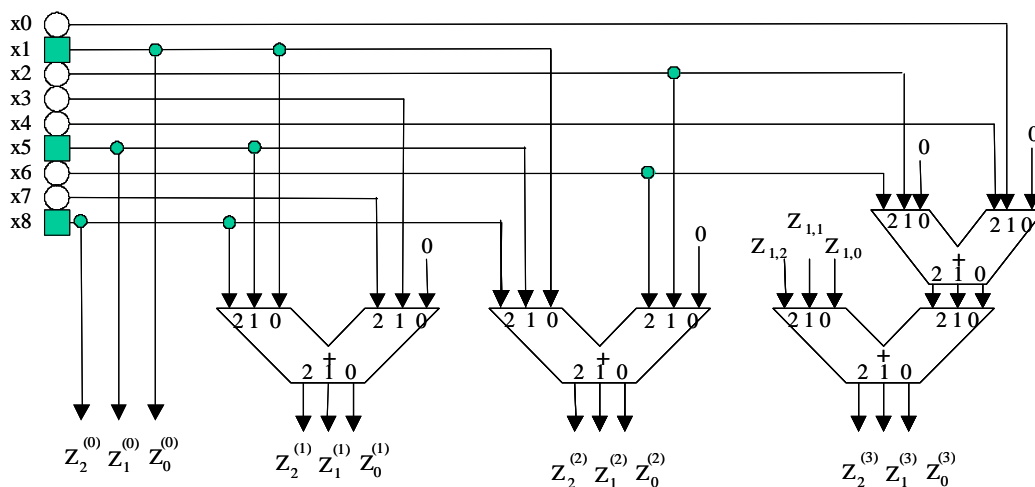 x0
x1
x2
x3
x4
x5
x6
x7
x8
0
0
2 1 0
2 1 0
†
2 1 0
Z1,1
Z1,2
Z1,0
0
0
2 1 0
2 1 0
†
2 1 0
2 1 0
2 1 0
+
2 1 0
2 1 0
2 1 0
+
2 1 0
Z2(0) Z1(0) Z0(0)
Z2(1) Z1(1) Z0(1)
Z2(2) Z1(2) Z0(2)
Z2(3) Z1(3) Z0(3)